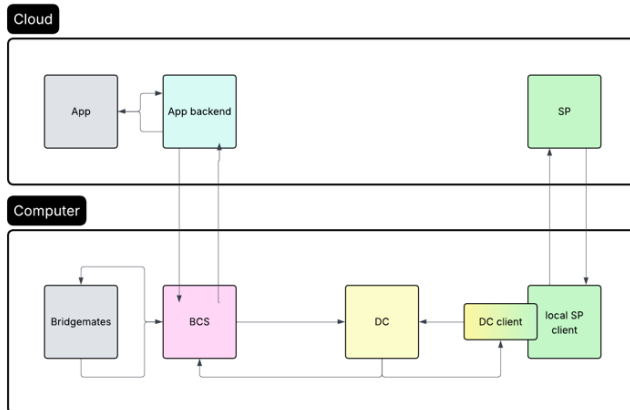 Cloud
App
App backend
SP
Computer
Bridgemates
BCS
DC
DC client
local SP
client